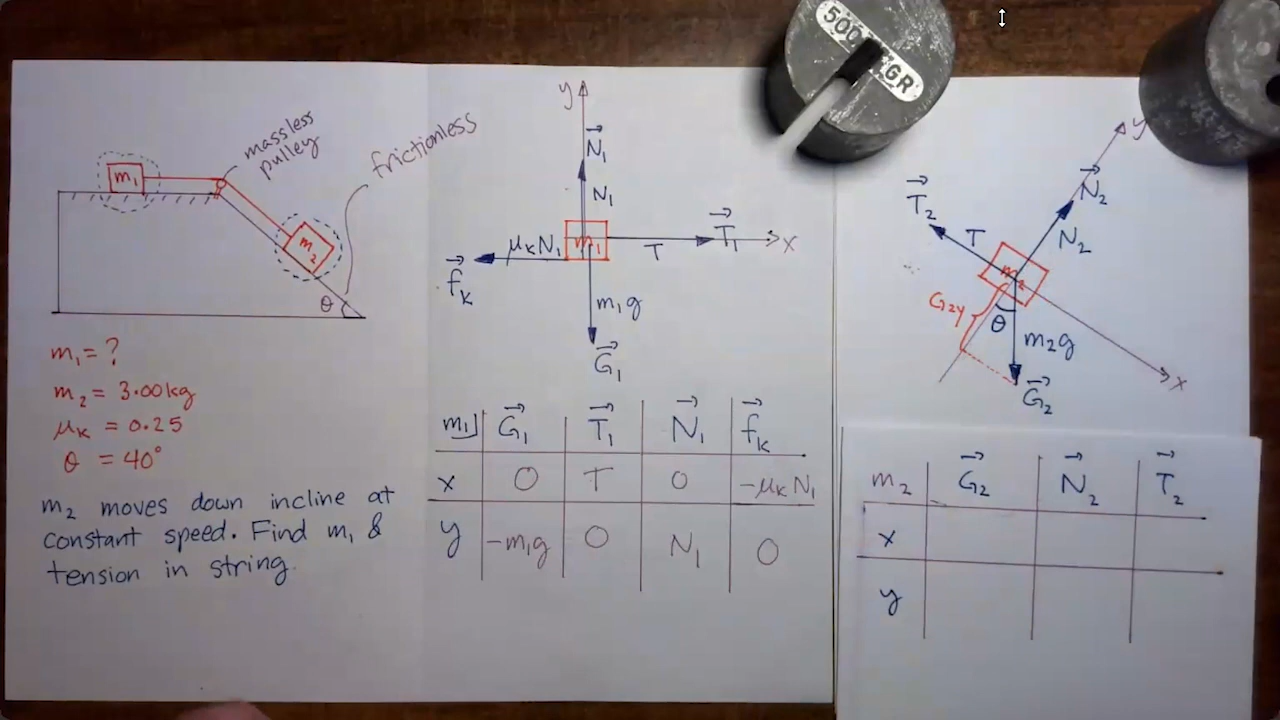 500 GR
massless
pulley
frictionless
m₁
m₂
θ
m₁ = ?
m₂ = 3.00kg
μₖ = 0.25
θ = 40°
m₂ moves down incline at
constant speed. Find m₁ &
tension in string.
y
N⃗₁
N₁
m₁
μₖN₁
f⃗ₖ
T
T⃗₁
x
m₁g
G⃗₁
m₁ G⃗₁ T⃗₁ N⃗₁ f⃗ₖ
x 0 T 0 -μₖN₁
y -m₁g 0 N₁ 0
y
N⃗₂
N₂
T⃗₂
T
m₂
G₂y
θ
m₂g
G⃗₂
x
m₂ G⃗₂ N⃗₂ T⃗₂
x
y